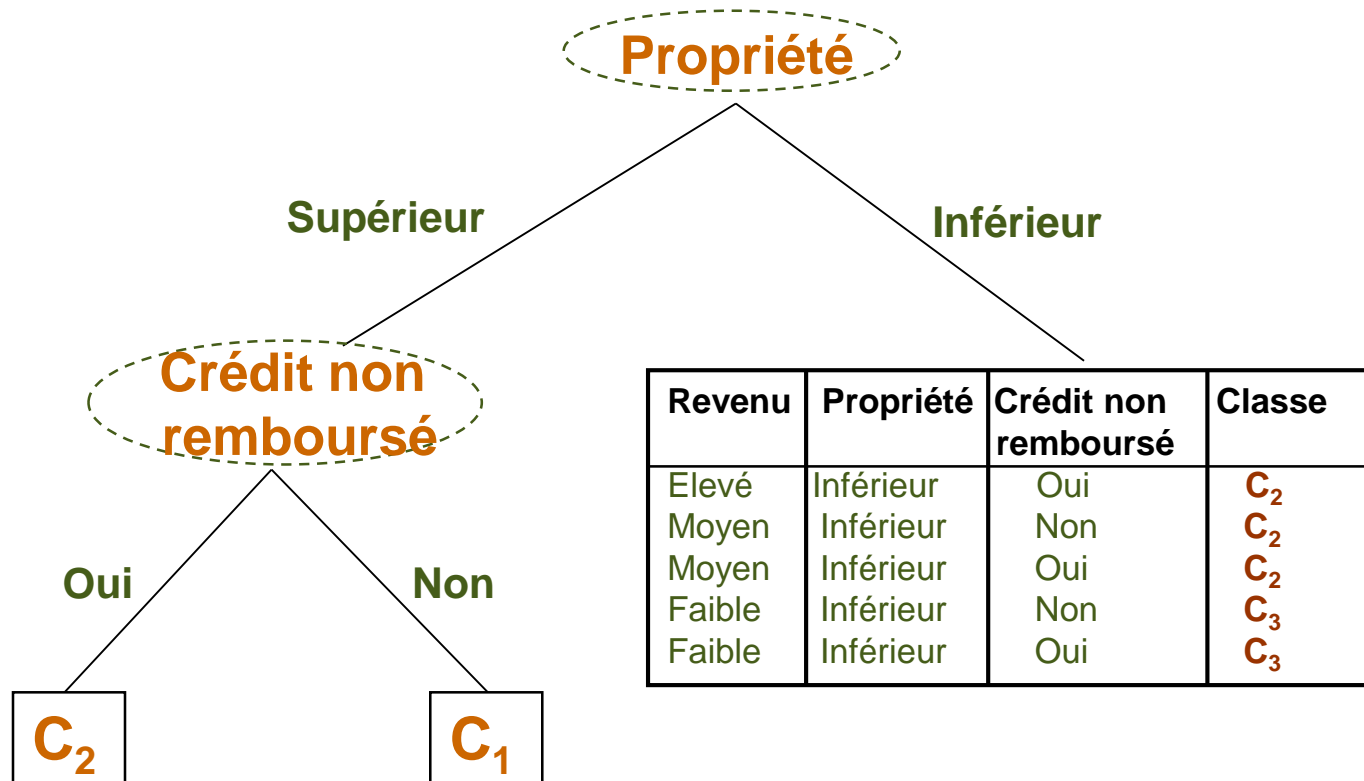 Propriété
Supérieur
Inférieur
Crédit non
remboursé
Oui
Non
C₂
C₁
Revenu Propriété Crédit non remboursé Classe
Elevé Inférieur Oui C₂
Moyen Inférieur Non C₂
Moyen Inférieur Oui C₂
Faible Inférieur Non C₃
Faible Inférieur Oui C₃